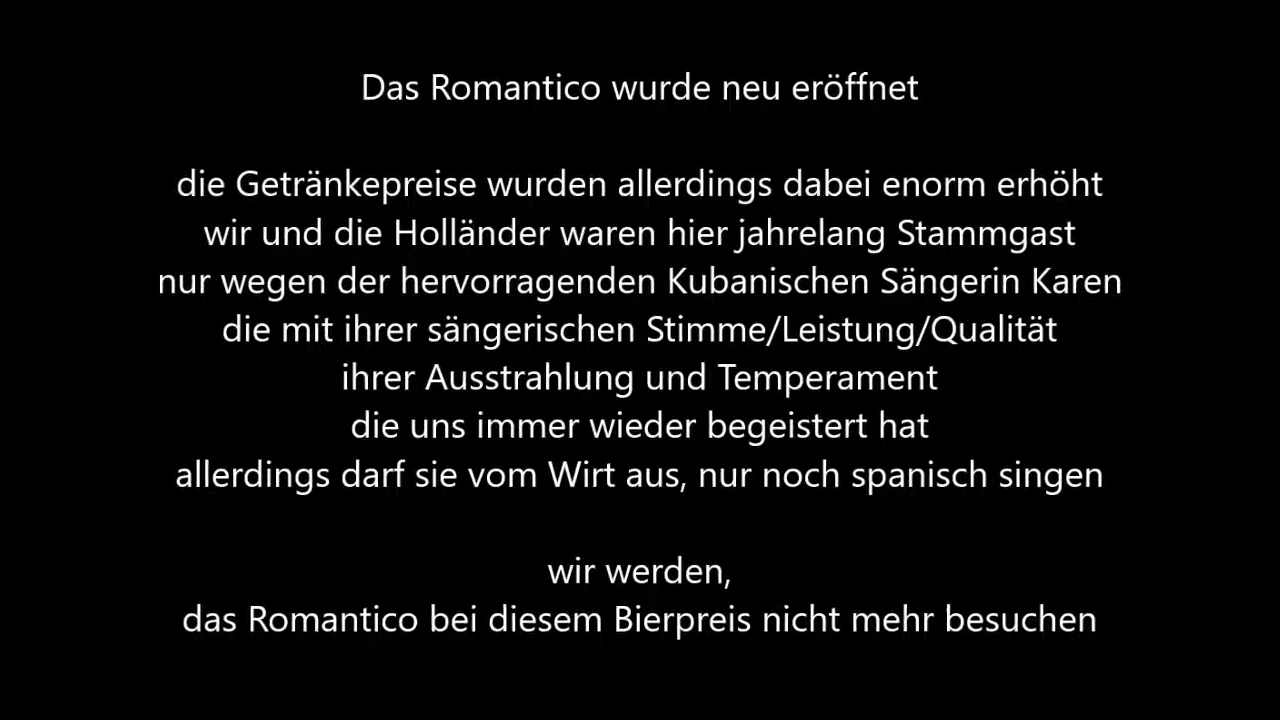 Das Romantico wurde neu eröffnet
die Getränkepreise wurden allerdings dabei enorm erhöht
wir und die Holländer waren hier jahrelang Stammgast
nur wegen der hervorragenden Kubanischen Sängerin Karen
die mit ihrer sängerischen Stimme/Leistung/Qualität
ihrer Ausstrahlung und Temperament
die uns immer wieder begeistert hat
allerdings darf sie vom Wirt aus, nur noch spanisch singen
wir werden,
das Romantico bei diesem Bierpreis nicht mehr besuchen